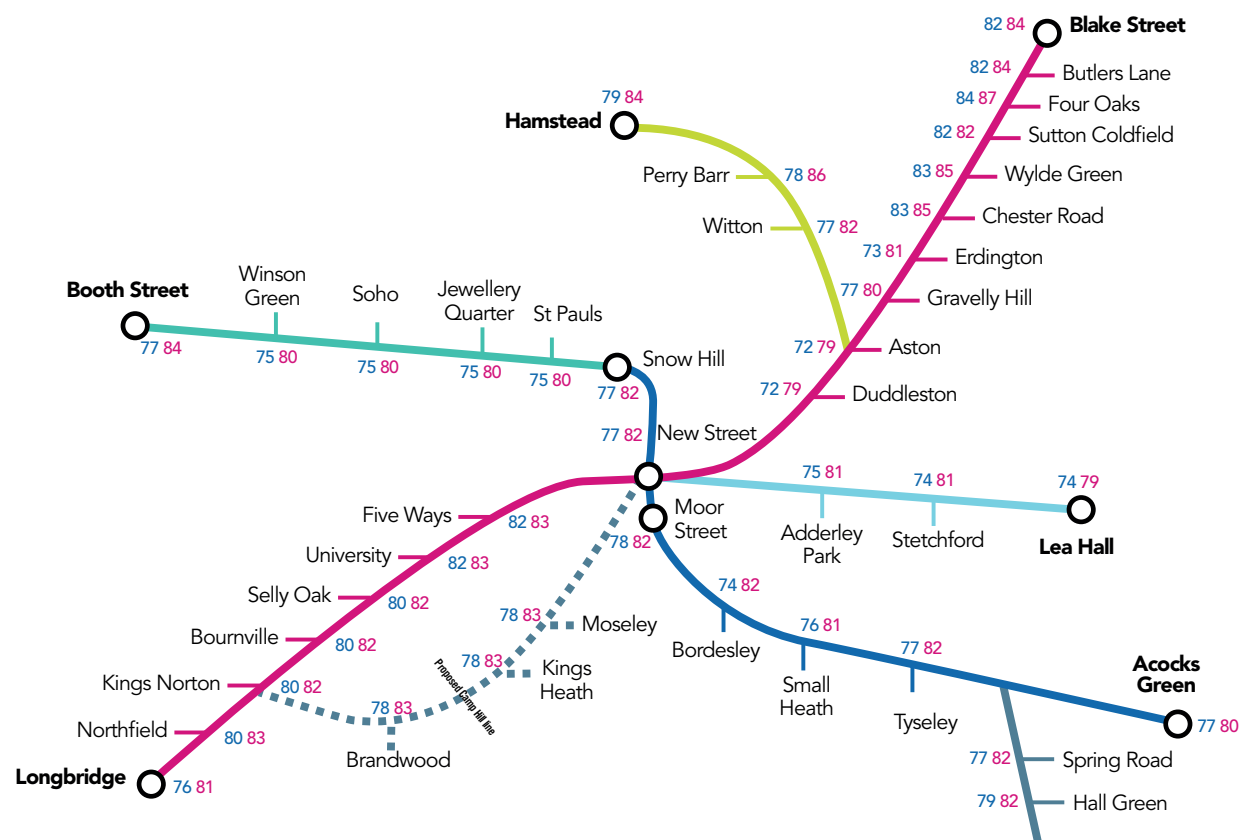 82 84
Blake Street
82 84
Butlers Lane
84 87
Four Oaks
82 82
Sutton Coldfield
83 85
Wylde Green
83 85
Chester Road
73 81
Erdington
77 80
Gravelly Hill
72 79
Aston
72 79
Duddleston
79 84
Hamstead
Perry Barr
78 86
Witton
77 82
Booth Street
77 84
Winson
Green
75 80
Soho
75 80
Jewellery
Quarter
75 80
St Pauls
75 80
Snow Hill
77 82
77 82
New Street
75 81
Adderley
Park
74 81
Stetchford
74 79
Lea Hall
Moor
Street
78 82
Five Ways
82 83
University
82 83
Selly Oak
80 82
Bournville
80 82
Kings Norton
80 82
Northfield
80 83
Longbridge
76 81
78 83
Moseley
78 83
Kings
Heath
Proposed Camp Hill line
78 83
Brandwood
74 82
Bordesley
76 81
Small
Heath
77 82
Tyseley
Acocks
Green
77 80
77 82
Spring Road
79 82
Hall Green